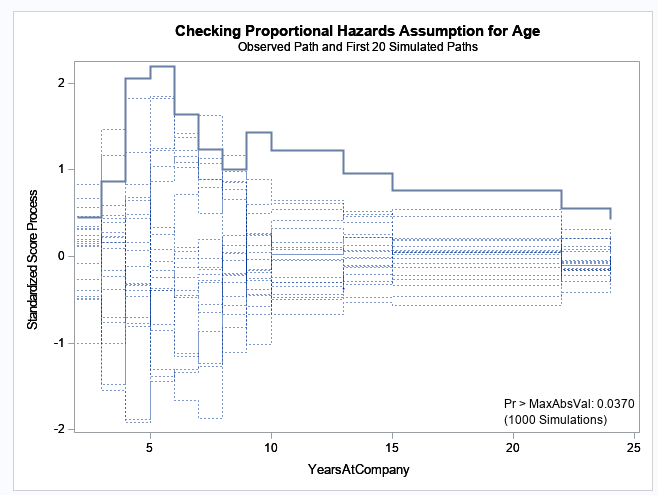 Checking Proportional Hazards Assumption for Age
Observed Path and First 20 Simulated Paths
Standardized Score Process
2
1
0
-1
-2
Pr > MaxAbsVal: 0.0370
(1000 Simulations)
5
10
15
20
25
YearsAtCompany